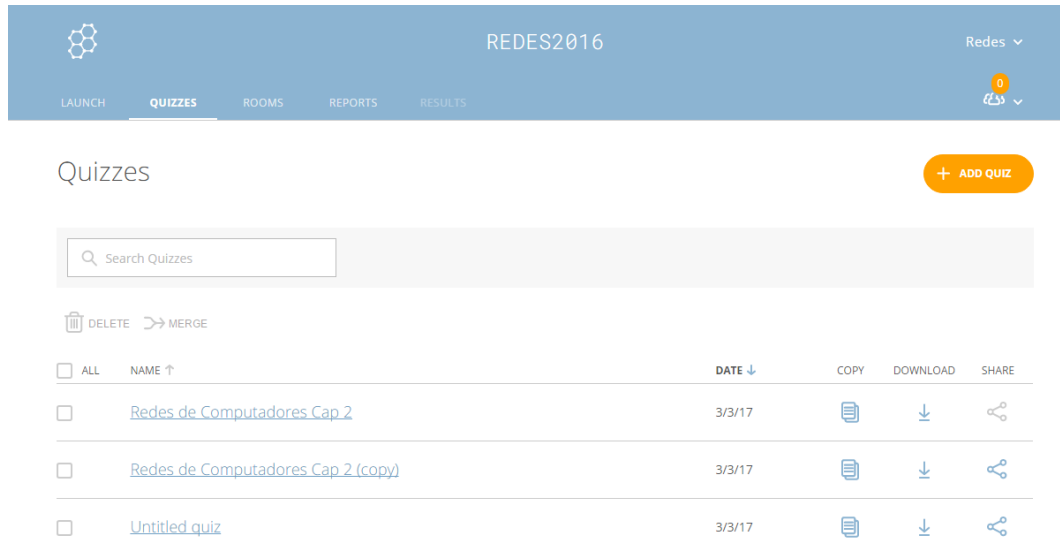 REDES2016
Redes
0
LAUNCH QUIZZES ROOMS REPORTS RESULTS
Quizzes
+ ADD QUIZ
Search Quizzes
DELETE MERGE
ALL NAME ↑ DATE ↓ COPY DOWNLOAD SHARE
Redes de Computadores Cap 2 3/3/17
Redes de Computadores Cap 2 (copy) 3/3/17
Untitled quiz 3/3/17